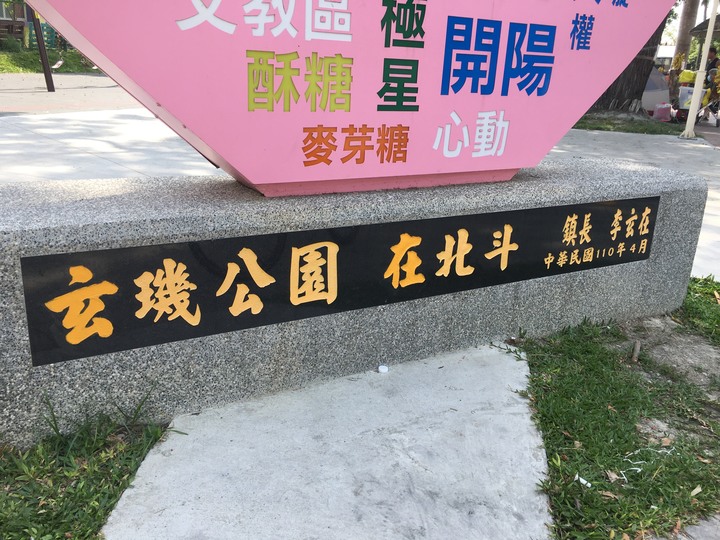 文教區
極星
開陽
權
酥糖
麥芽糖
心動
玄璣公園 在北斗
鎮長 李玄在
中華民國110年4月